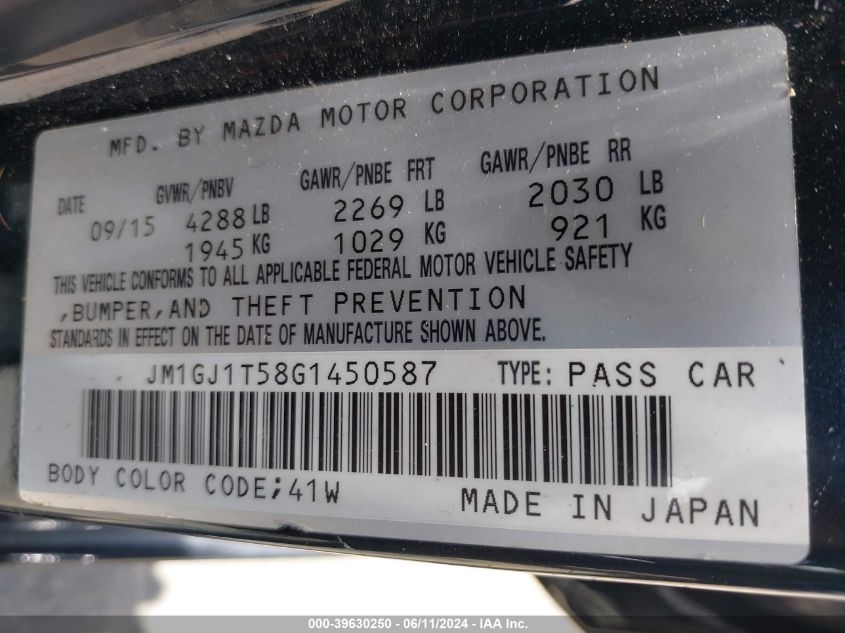 MFD. BY MAZDA MOTOR CORPORATION
DATE GVWR/PNBV GAWR/PNBE FRT GAWR/PNBE RR
09/15 4288 LB 2269 LB 2030 LB
1945 KG 1029 KG 921 KG
THIS VEHICLE CONFORMS TO ALL APPLICABLE FEDERAL MOTOR VEHICLE SAFETY
,BUMPER,AND THEFT PREVENTION
STANDARDS IN EFFECT ON THE DATE OF MANUFACTURE SHOWN ABOVE.
JM1GJ1T58G1450587 TYPE: PASS CAR
BODY COLOR CODE;41W MADE IN JAPAN
000-39630250 - 06/11/2024 - IAA Inc.